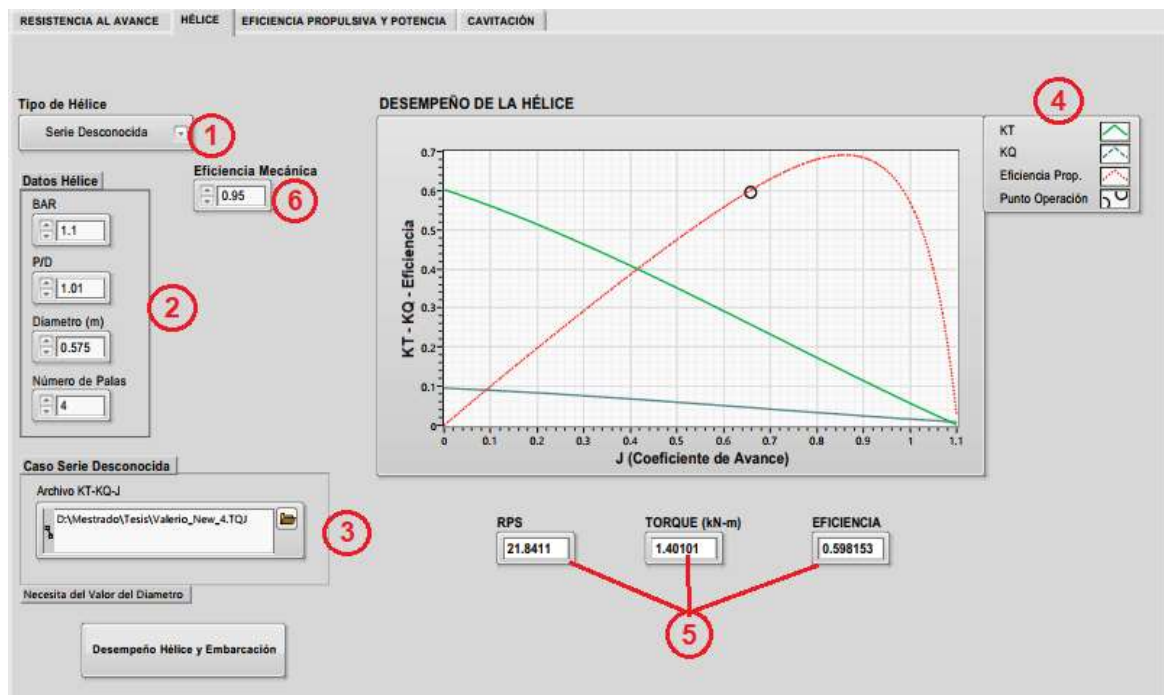 RESISTENCIA AL AVANCE
HÉLICE
EFICIENCIA PROPULSIVA Y POTENCIA
CAVITACIÓN
Tipo de Hélice
Serie Desconocida
1
Eficiencia Mecánica
0.95
6
Datos Hélice
BAR
1.1
P/D
1.01
Diametro (m)
0.575
Número de Palas
4
2
Caso Serie Desconocida
Archivo KT-KQ-J
D:\Mestrado\Tesis\Valerio_New_4.TQJ
3
Necesita del Valor del Diametro
Desempeño Hélice y Embarcación
DESEMPEÑO DE LA HÉLICE
KT - KQ - Eficiencia
0.7
0.6
0.5
0.4
0.3
0.2
0.1
0
0 0.1 0.2 0.3 0.4 0.5 0.6 0.7 0.8 0.9 1 1.1
J (Coeficiente de Avance)
4
KT
KQ
Eficiencia Prop.
Punto Operación
RPS
21.8411
TORQUE (kN-m)
1.40101
EFICIENCIA
0.598153
5